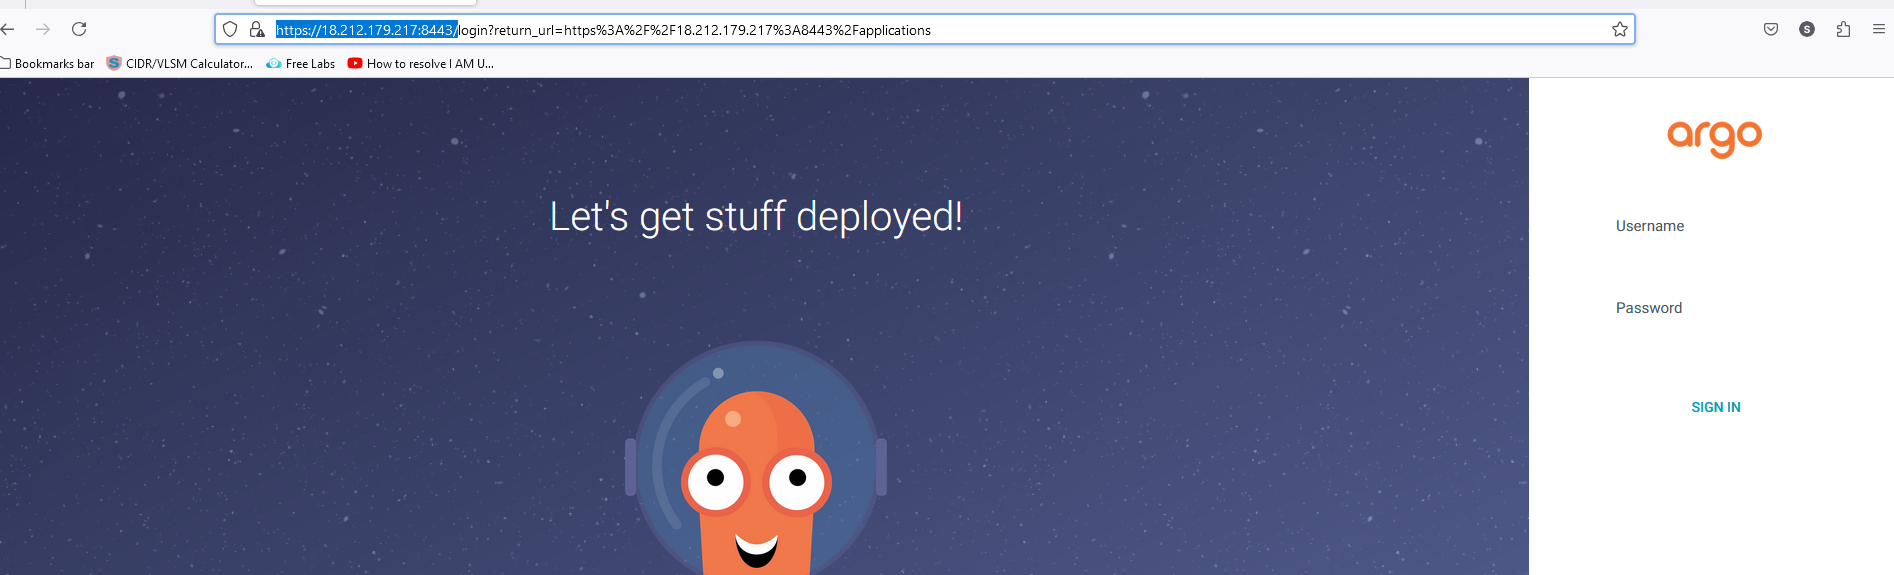 https://18.212.179.217:8443/login?return_url=https%3A%2F%2F18.212.179.217%3A8443%2Fapplications
S
Bookmarks bar S CIDR/VLSM Calculator... Free Labs How to resolve I AM U...
argo
Let's get stuff deployed!
Username
Password
SIGN IN